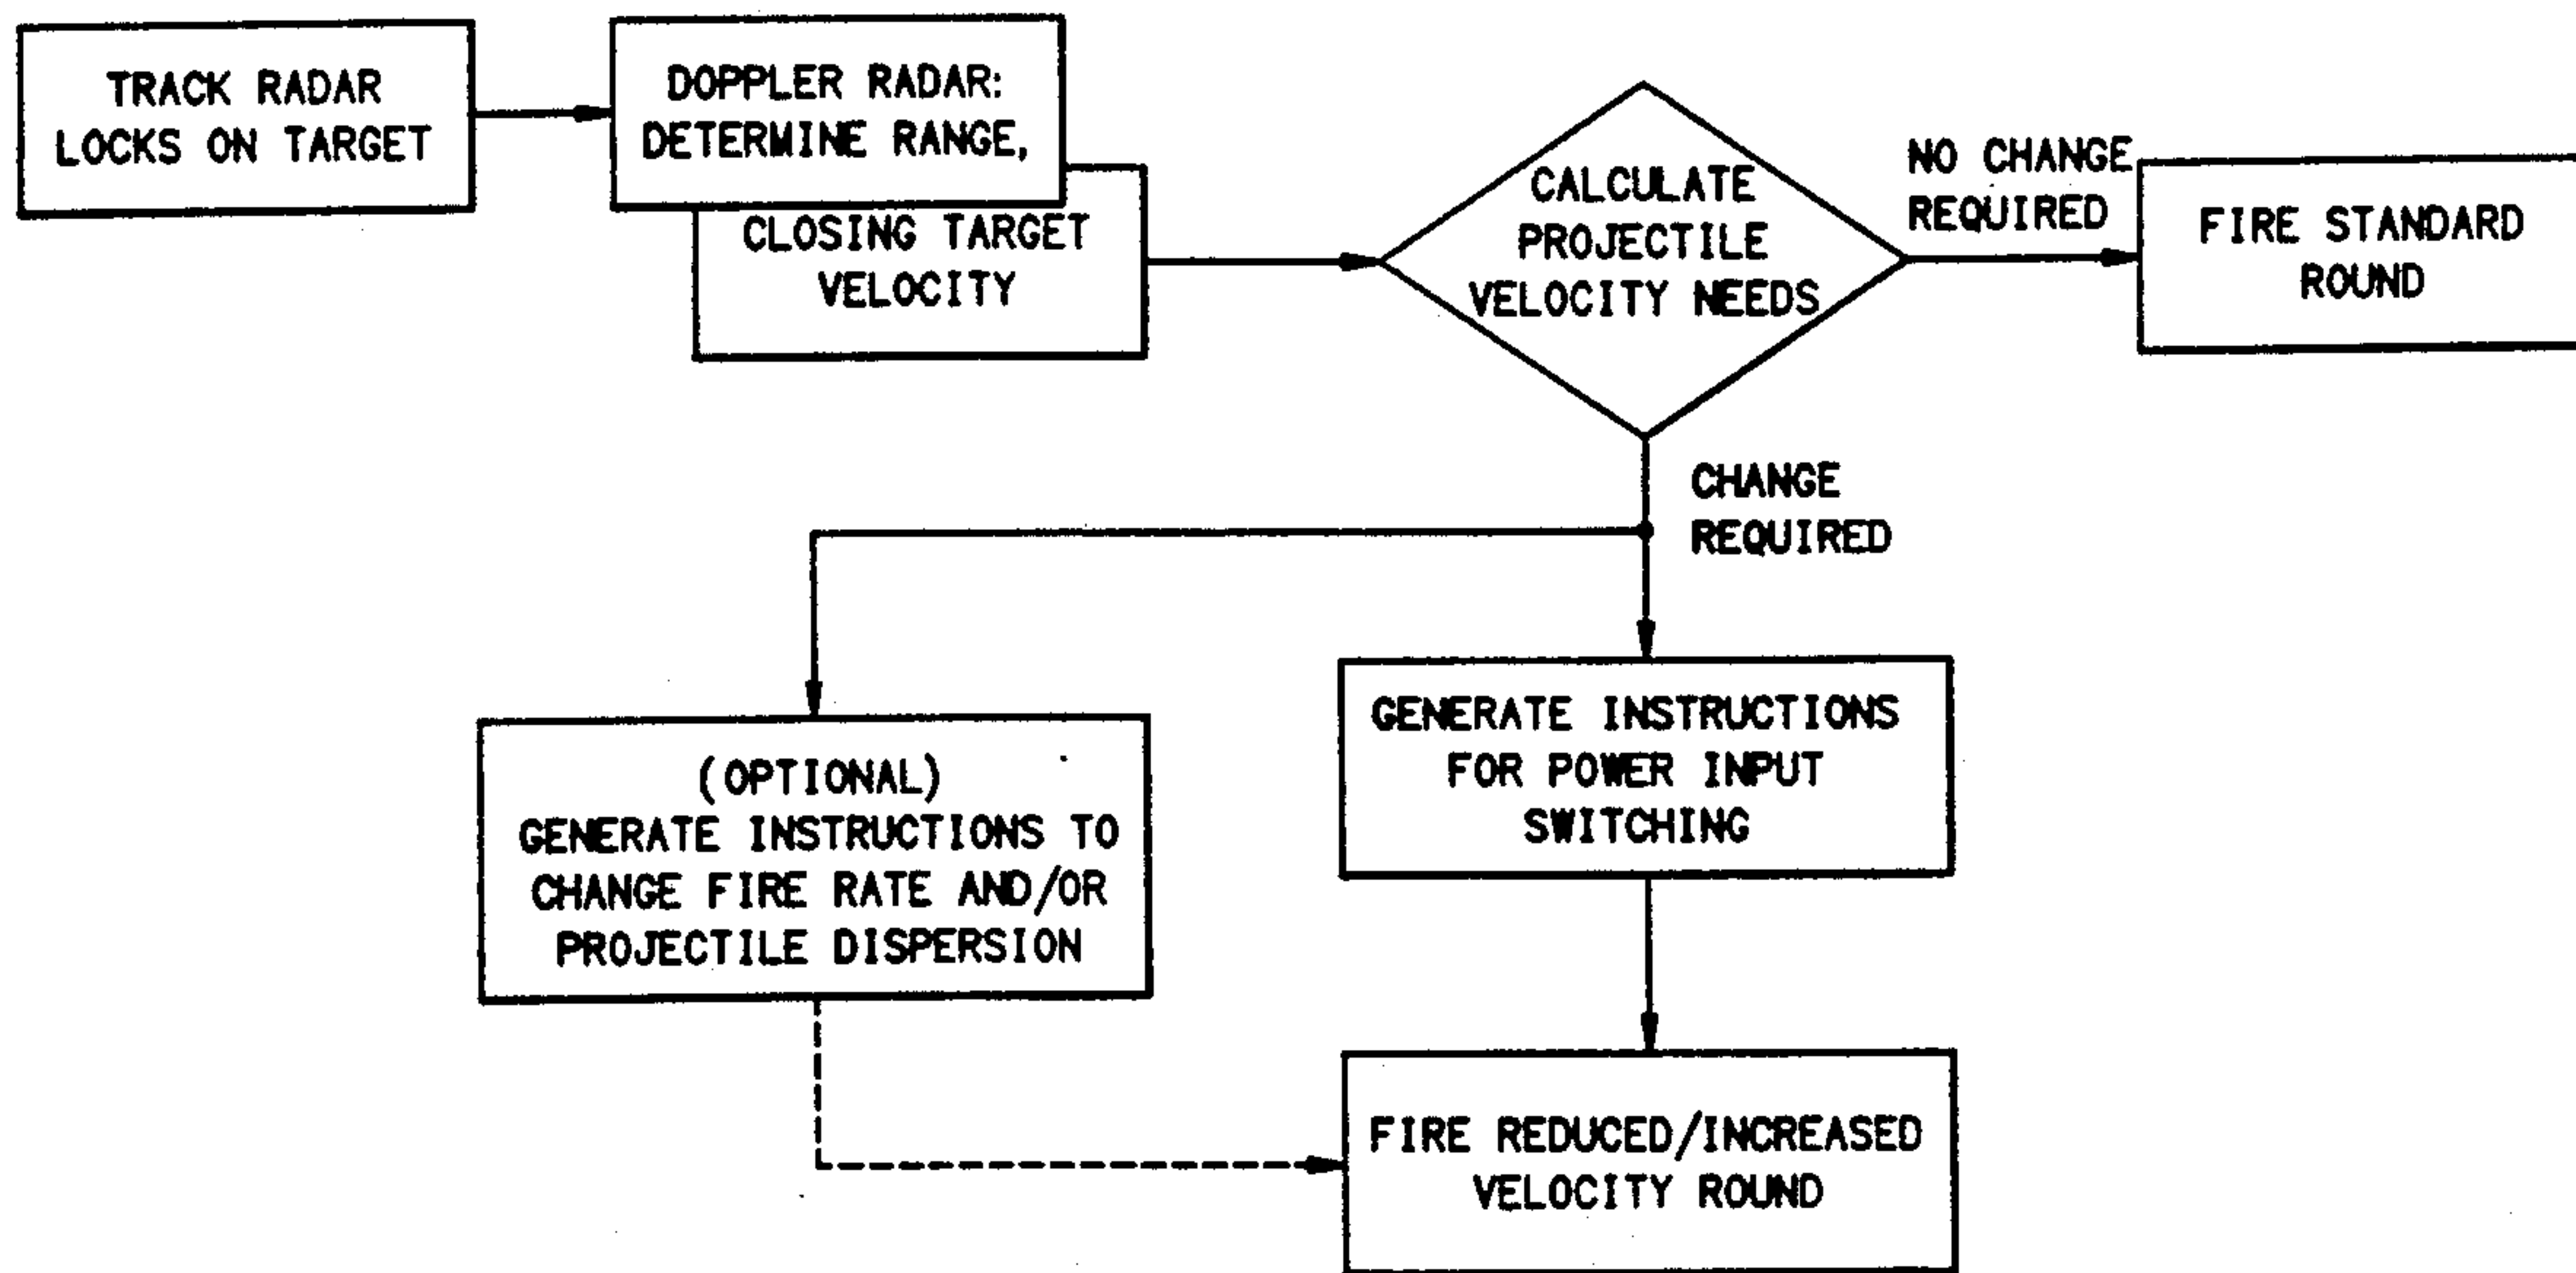 TRACK RADAR
LOCKS ON TARGET
DOPPLER RADAR:
DETERMINE RANGE,
CLOSING TARGET
VELOCITY
CALCULATE
PROJECTILE
VELOCITY NEEDS
NO CHANGE
REQUIRED
FIRE STANDARD
ROUND
CHANGE
REQUIRED
(OPTIONAL)
GENERATE INSTRUCTIONS TO
CHANGE FIRE RATE AND/OR
PROJECTILE DISPERSION
GENERATE INSTRUCTIONS
FOR POWER INPUT
SWITCHING
FIRE REDUCED/INCREASED
VELOCITY ROUND